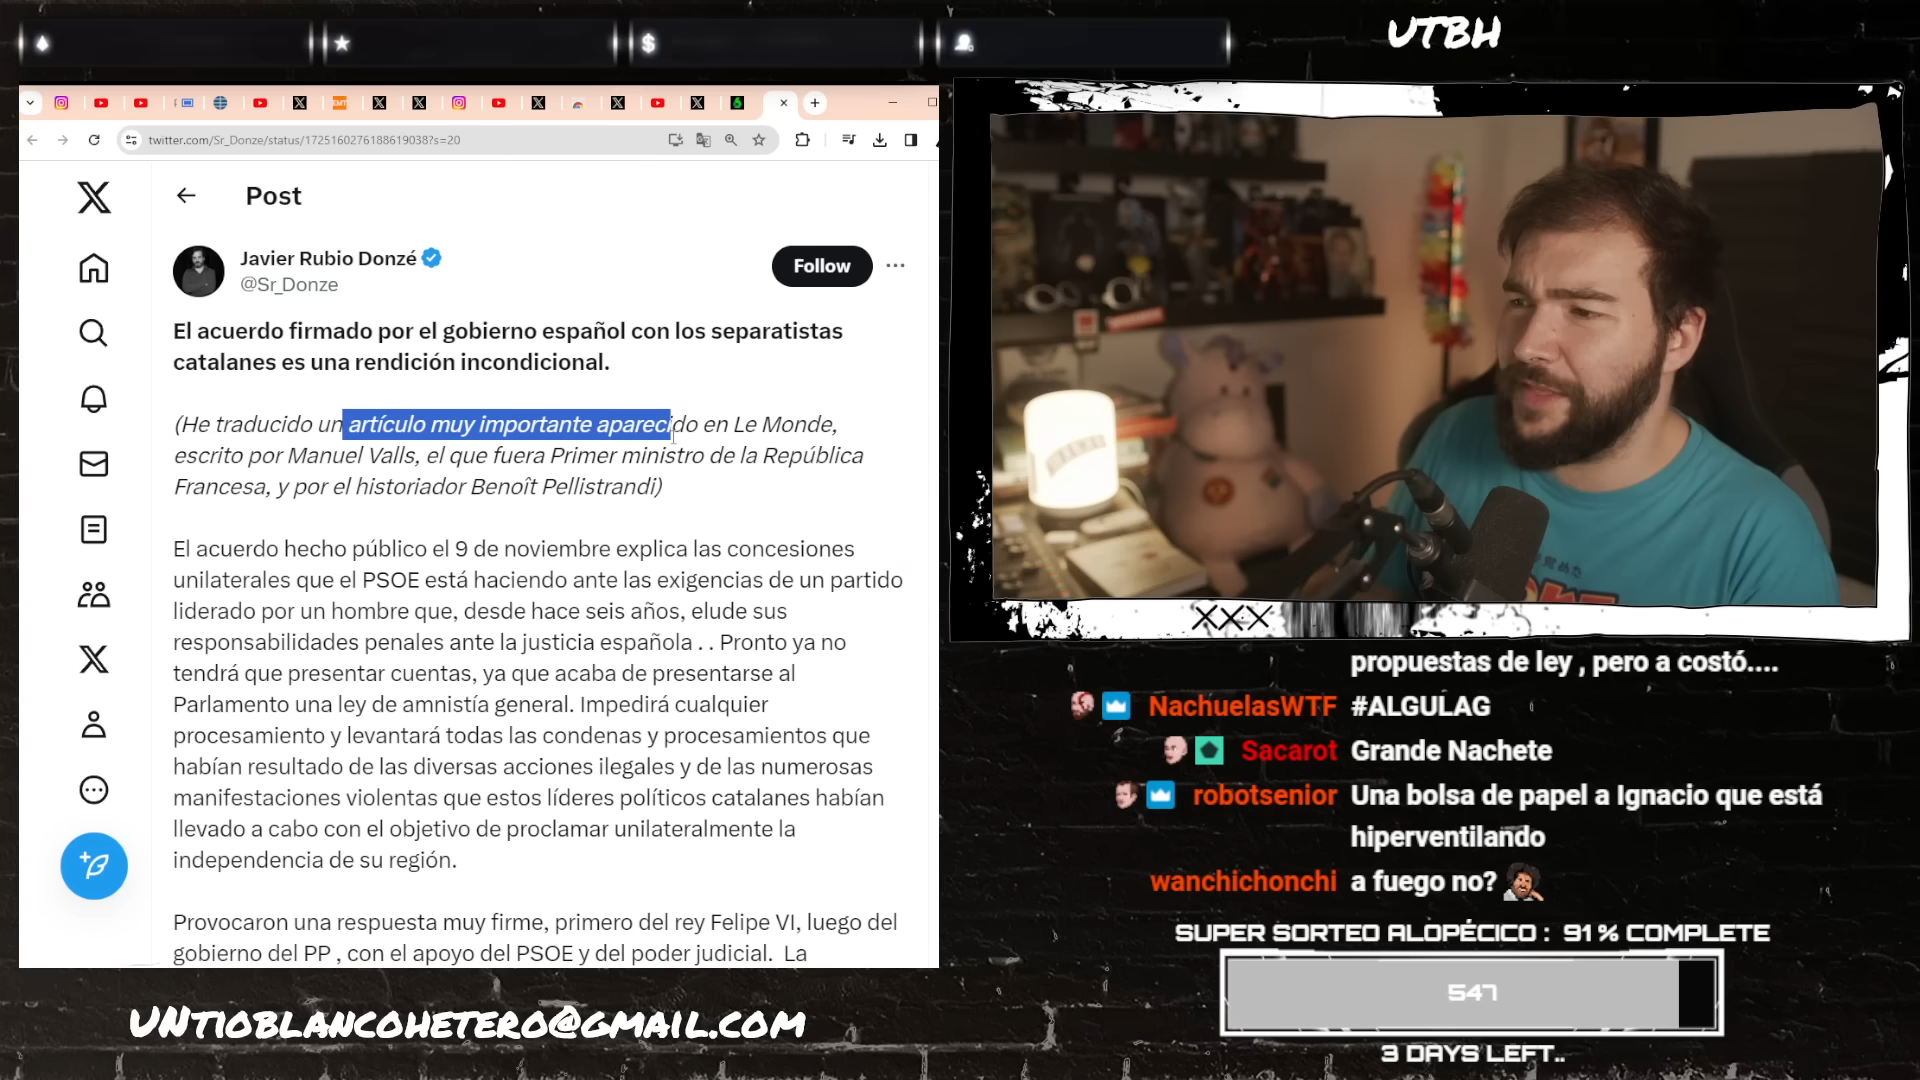 UTBH
twitter.com/Sr_Donze/status/1725160276188619038?s=20
Post
Javier Rubio Donzé
@Sr_Donze
Follow
El acuerdo firmado por el gobierno español con los separatistas
catalanes es una rendición incondicional.
(He traducido un artículo muy importante aparecido en Le Monde,
escrito por Manuel Valls, el que fuera Primer ministro de la República
Francesa, y por el historiador Benoît Pellistrandi)
El acuerdo hecho público el 9 de noviembre explica las concesiones
unilaterales que el PSOE está haciendo ante las exigencias de un partido
liderado por un hombre que, desde hace seis años, elude sus
responsabilidades penales ante la justicia española . . Pronto ya no
tendrá que presentar cuentas, ya que acaba de presentarse al
Parlamento una ley de amnistía general. Impedirá cualquier
procesamiento y levantará todas las condenas y procesamientos que
habían resultado de las diversas acciones ilegales y de las numerosas
manifestaciones violentas que estos líderes políticos catalanes habían
llevado a cabo con el objetivo de proclamar unilateralmente la
independencia de su región.
Provocaron una respuesta muy firme, primero del rey Felipe VI, luego del
gobierno del PP , con el apoyo del PSOE y del poder judicial. La
XXX
propuestas de ley , pero a costó....
NachuelasWTF #ALGULAG
Sacarot Grande Nachete
robotsenior Una bolsa de papel a Ignacio que está
hiperventilando
wanchichonchi a fuego no?
SUPER SORTEO ALOPÉCICO : 91% COMPLETE
547
3 DAYS LEFT..
UNTIOBLANCOHETERO@GMAIL.COM